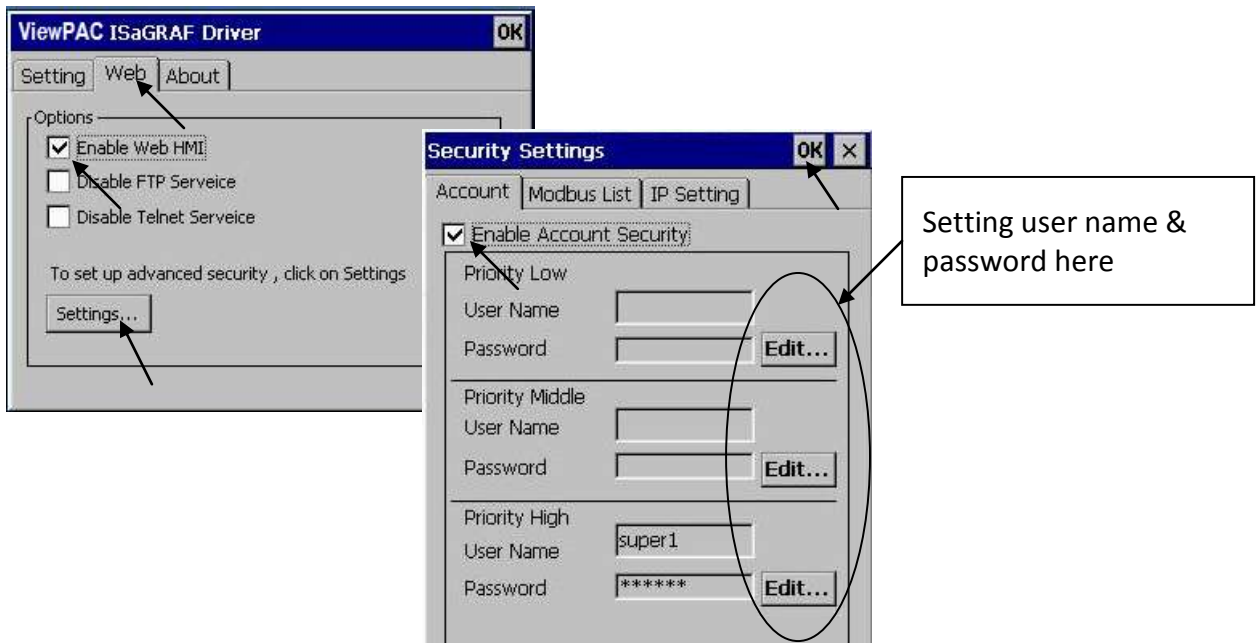 ViewPAC ISaGRAF Driver OK
Setting Web About
Options
Enable Web HMI
Disable FTP Serveice
Disable Telnet Serveice
To set up advanced security , click on Settings
Settings...
Security Settings OK ×
Account Modbus List IP Setting
Enable Account Security
Priority Low
User Name
Password Edit...
Priority Middle
User Name
Password Edit...
Priority High
User Name super1
Password ****** Edit...
Setting user name &
password here